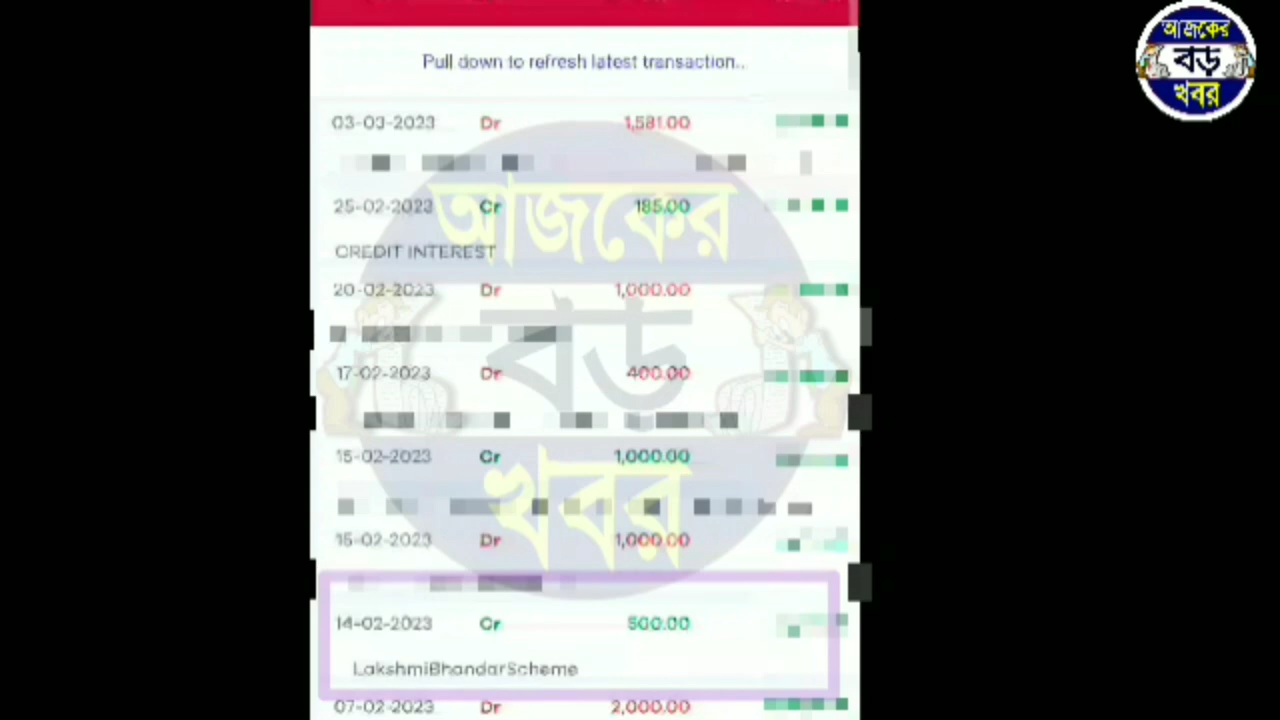 আজকের
বড়
খবর
Pull down to refresh latest transaction..
03-03-2023 Dr 1,581.00
25-02-2023 Cr 185.00
CREDIT INTEREST
20-02-2023 Dr 1,000.00
17-02-2023 Dr 400.00
15-02-2023 Cr 1,000.00
15-02-2023 Dr 1,000.00
14-02-2023 Cr 500.00
LakshmiBhandarScheme
07-02-2023 Dr 2,000.00
আজকের
বড়
খবর